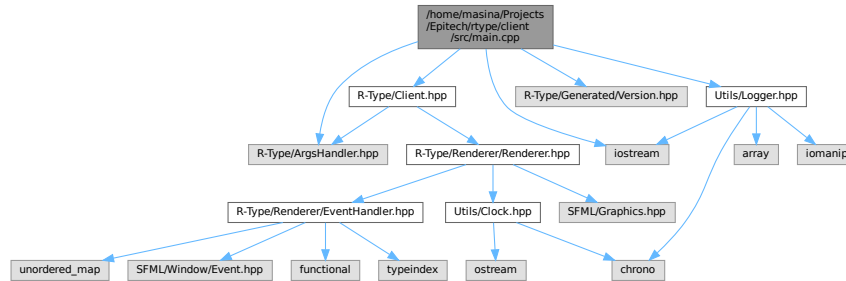 /home/masina/Projects
/Epitech/rtype/client
/src/main.cpp
R-Type/Client.hpp
R-Type/Generated/Version.hpp
Utils/Logger.hpp
R-Type/ArgsHandler.hpp
R-Type/Renderer/Renderer.hpp
iostream
array
iomanip
R-Type/Renderer/EventHandler.hpp
Utils/Clock.hpp
SFML/Graphics.hpp
unordered_map
SFML/Window/Event.hpp
functional
typeindex
ostream
chrono